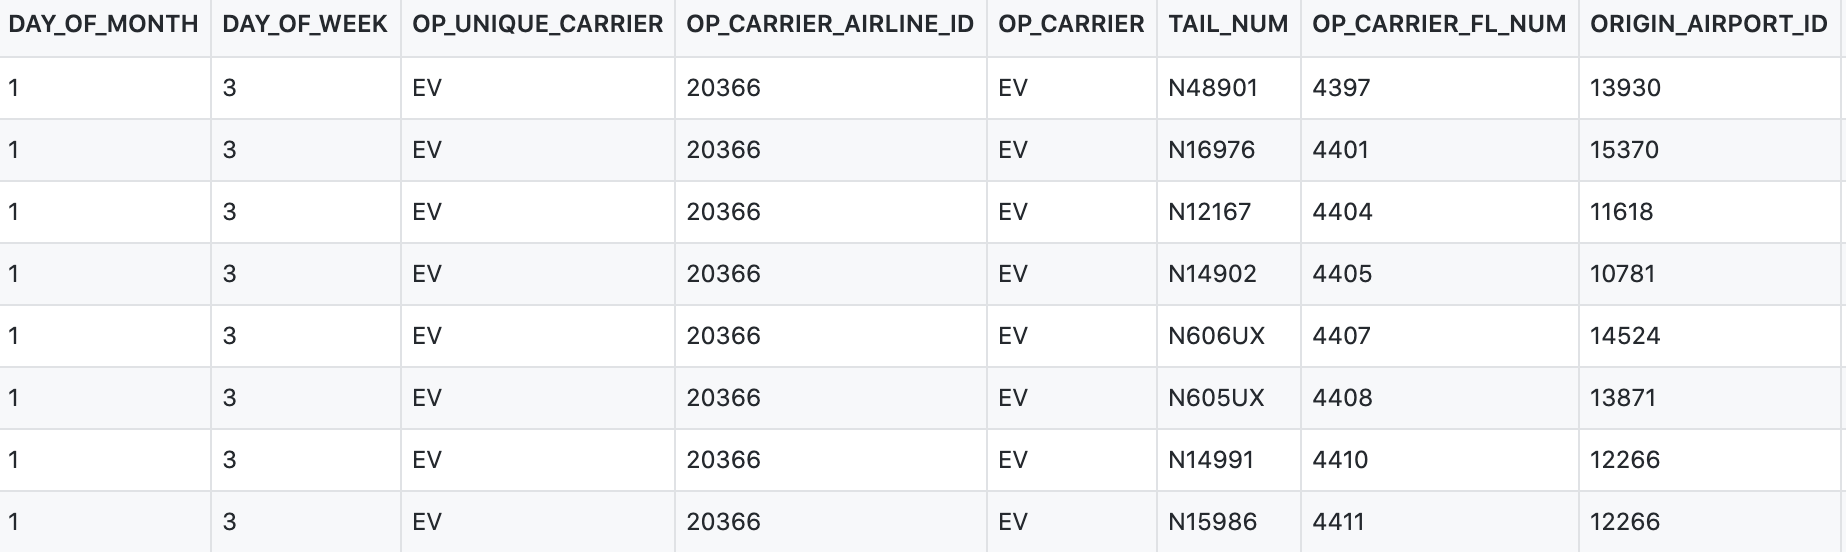 DAY_OF_MONTH DAY_OF_WEEK OP_UNIQUE_CARRIER OP_CARRIER_AIRLINE_ID OP_CARRIER TAIL_NUM OP_CARRIER_FL_NUM ORIGIN_AIRPORT_ID
1 3 EV 20366 EV N48901 4397 13930
1 3 EV 20366 EV N16976 4401 15370
1 3 EV 20366 EV N12167 4404 11618
1 3 EV 20366 EV N14902 4405 10781
1 3 EV 20366 EV N606UX 4407 14524
1 3 EV 20366 EV N605UX 4408 13871
1 3 EV 20366 EV N14991 4410 12266
1 3 EV 20366 EV N15986 4411 12266